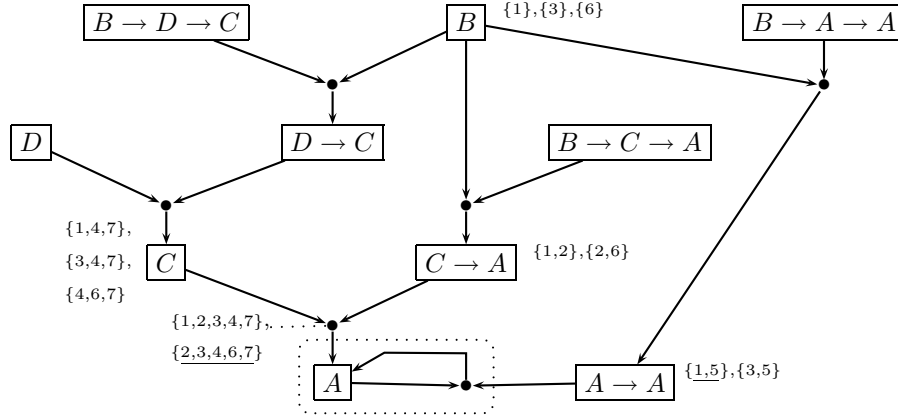 B → D → C
B
{1},{3},{6}
B → A → A
D
D → C
B → C → A
{1,4,7},
{3,4,7},
{4,6,7}
C
C → A
{1,2},{2,6}
{1,2,3,4,7},
{2,3,4,6,7}
A
A → A
{1,5},{3,5}